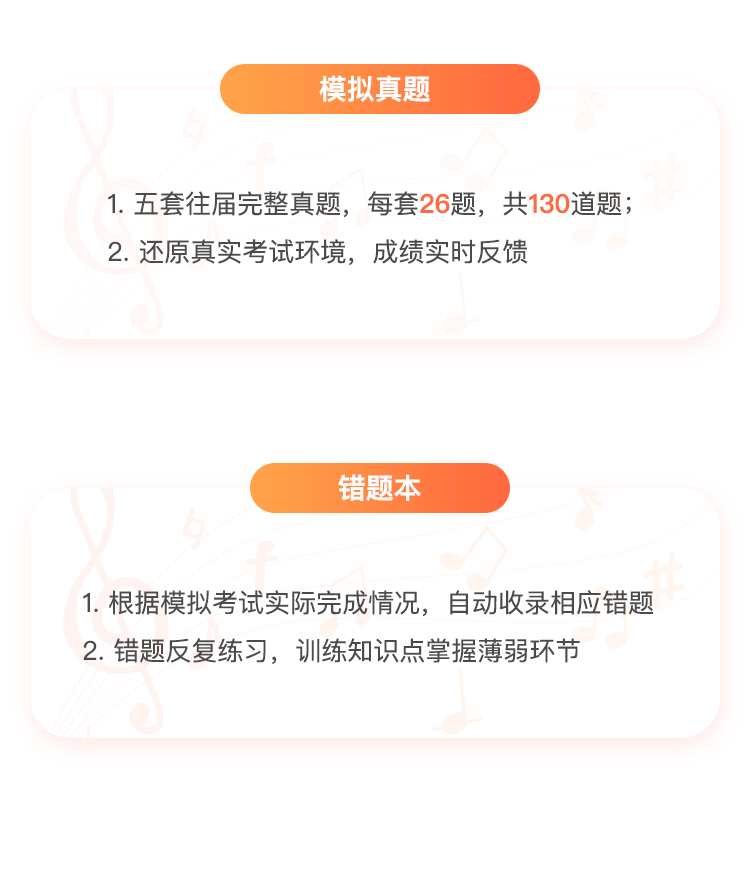 模拟真题
1. 五套往届完整真题，每套26题，共130道题；
2. 还原真实考试环境，成绩实时反馈
错题本
1. 根据模拟考试实际完成情况，自动收录相应错题
2. 错题反复练习，训练知识点掌握薄弱环节